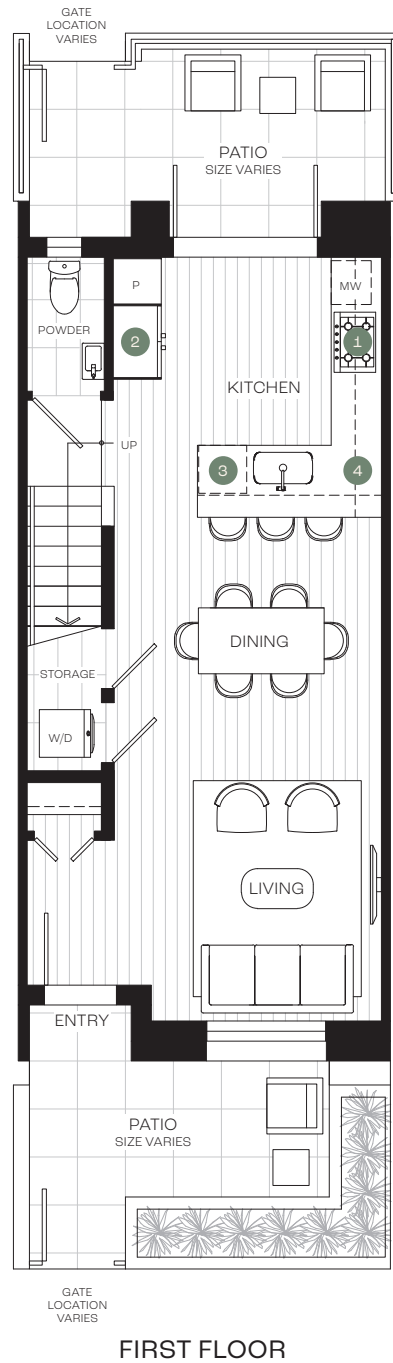 GATE
LOCATION
VARIES
PATIO
SIZE VARIES
P
MW
2
1
POWDER
KITCHEN
UP
3
4
DINING
STORAGE
W/D
LIVING
ENTRY
PATIO
SIZE VARIES
GATE
LOCATION
VARIES
FIRST FLOOR